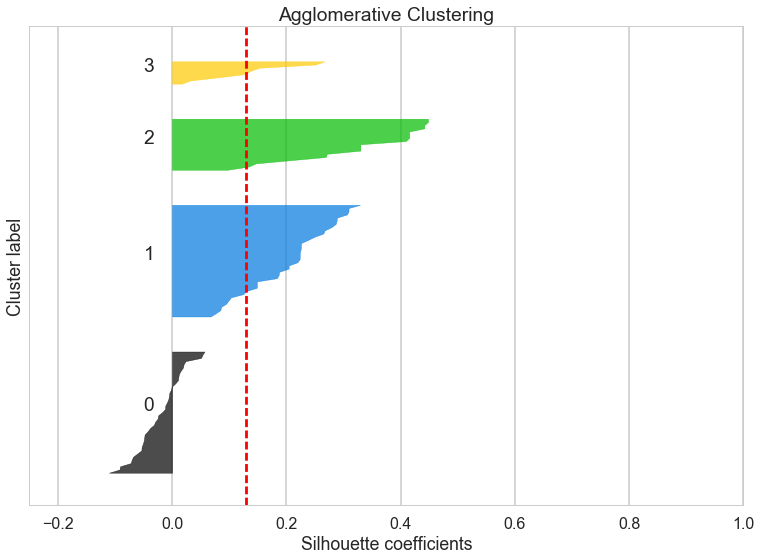 Agglomerative Clustering
Cluster label
3
2
1
0
−0.2 0.0 0.2 0.4 0.6 0.8 1.0
Silhouette coefficients